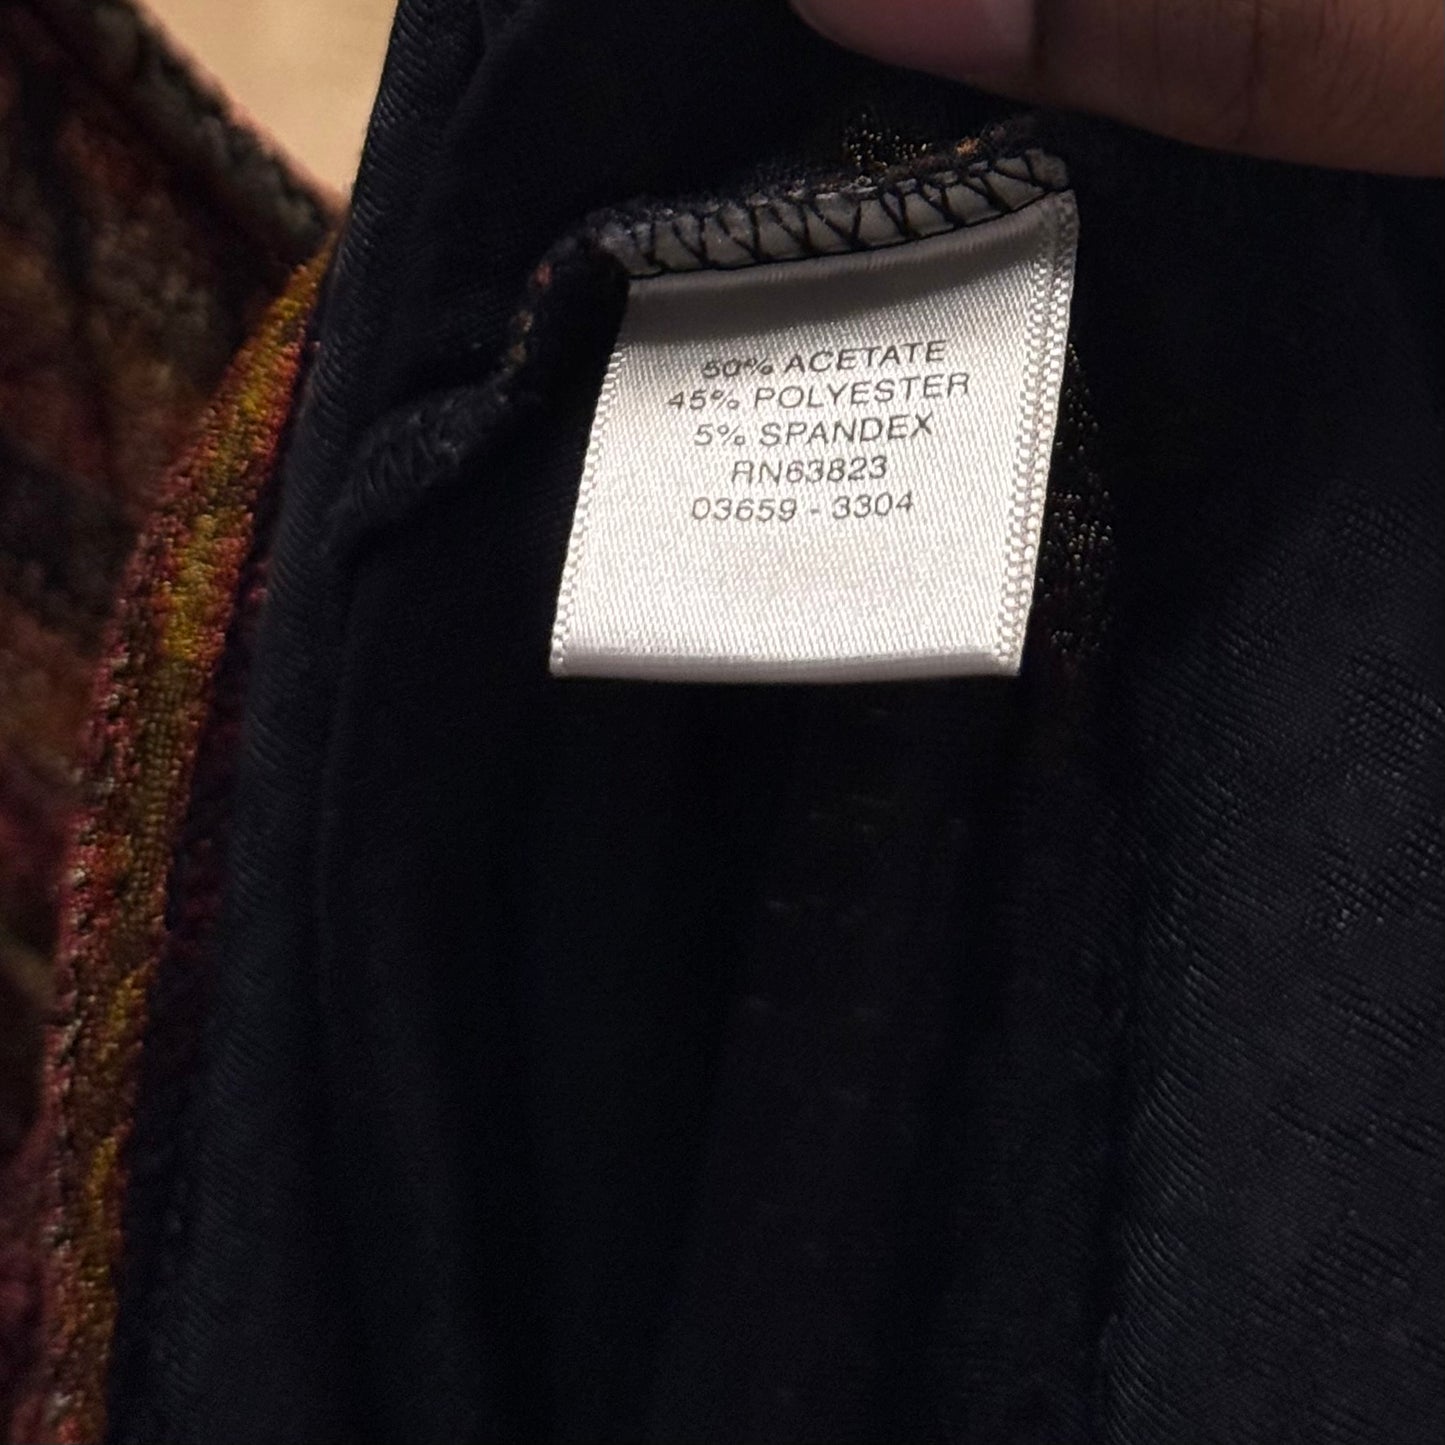 50% ACETATE
45% POLYESTER
5% SPANDEX
RN63823
03659 - 3304